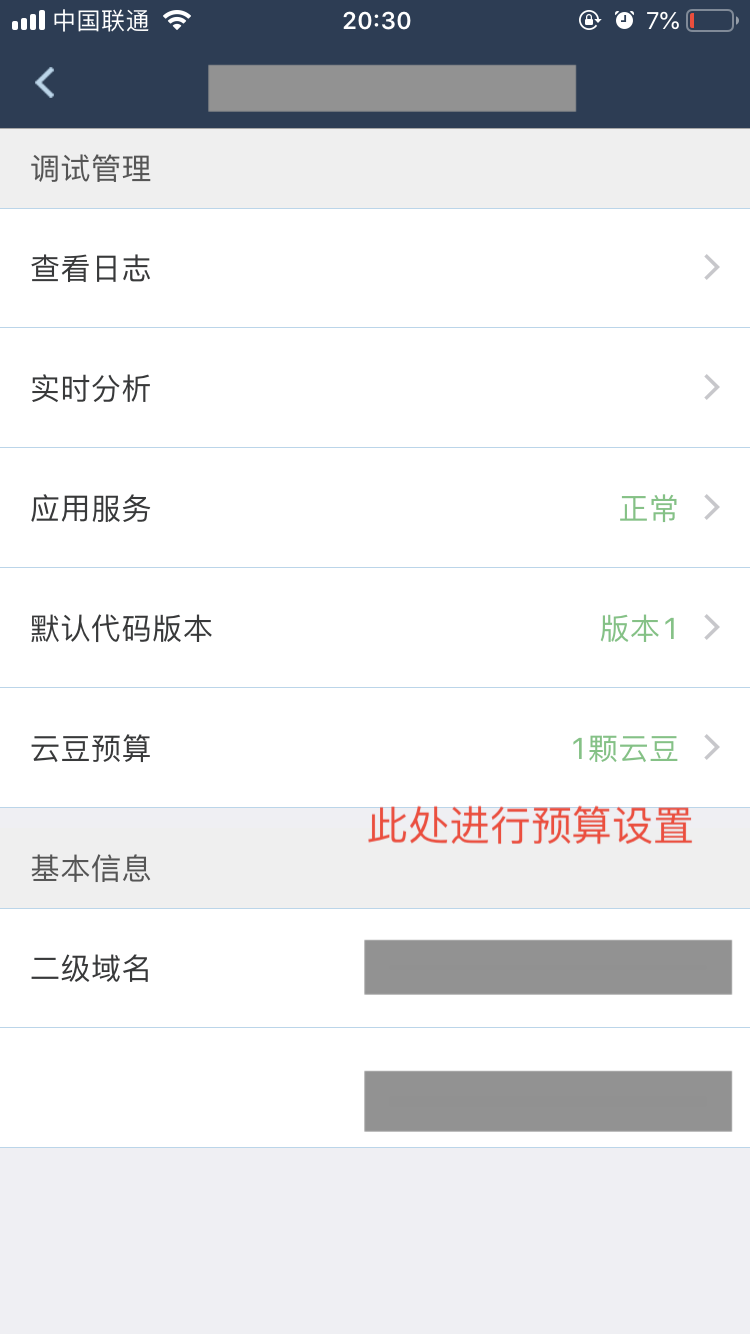 中国联通 20:30 7%
调试管理
查看日志
实时分析
应用服务 正常
默认代码版本 版本1
云豆预算 1颗云豆
此处进行预算设置
基本信息
二级域名